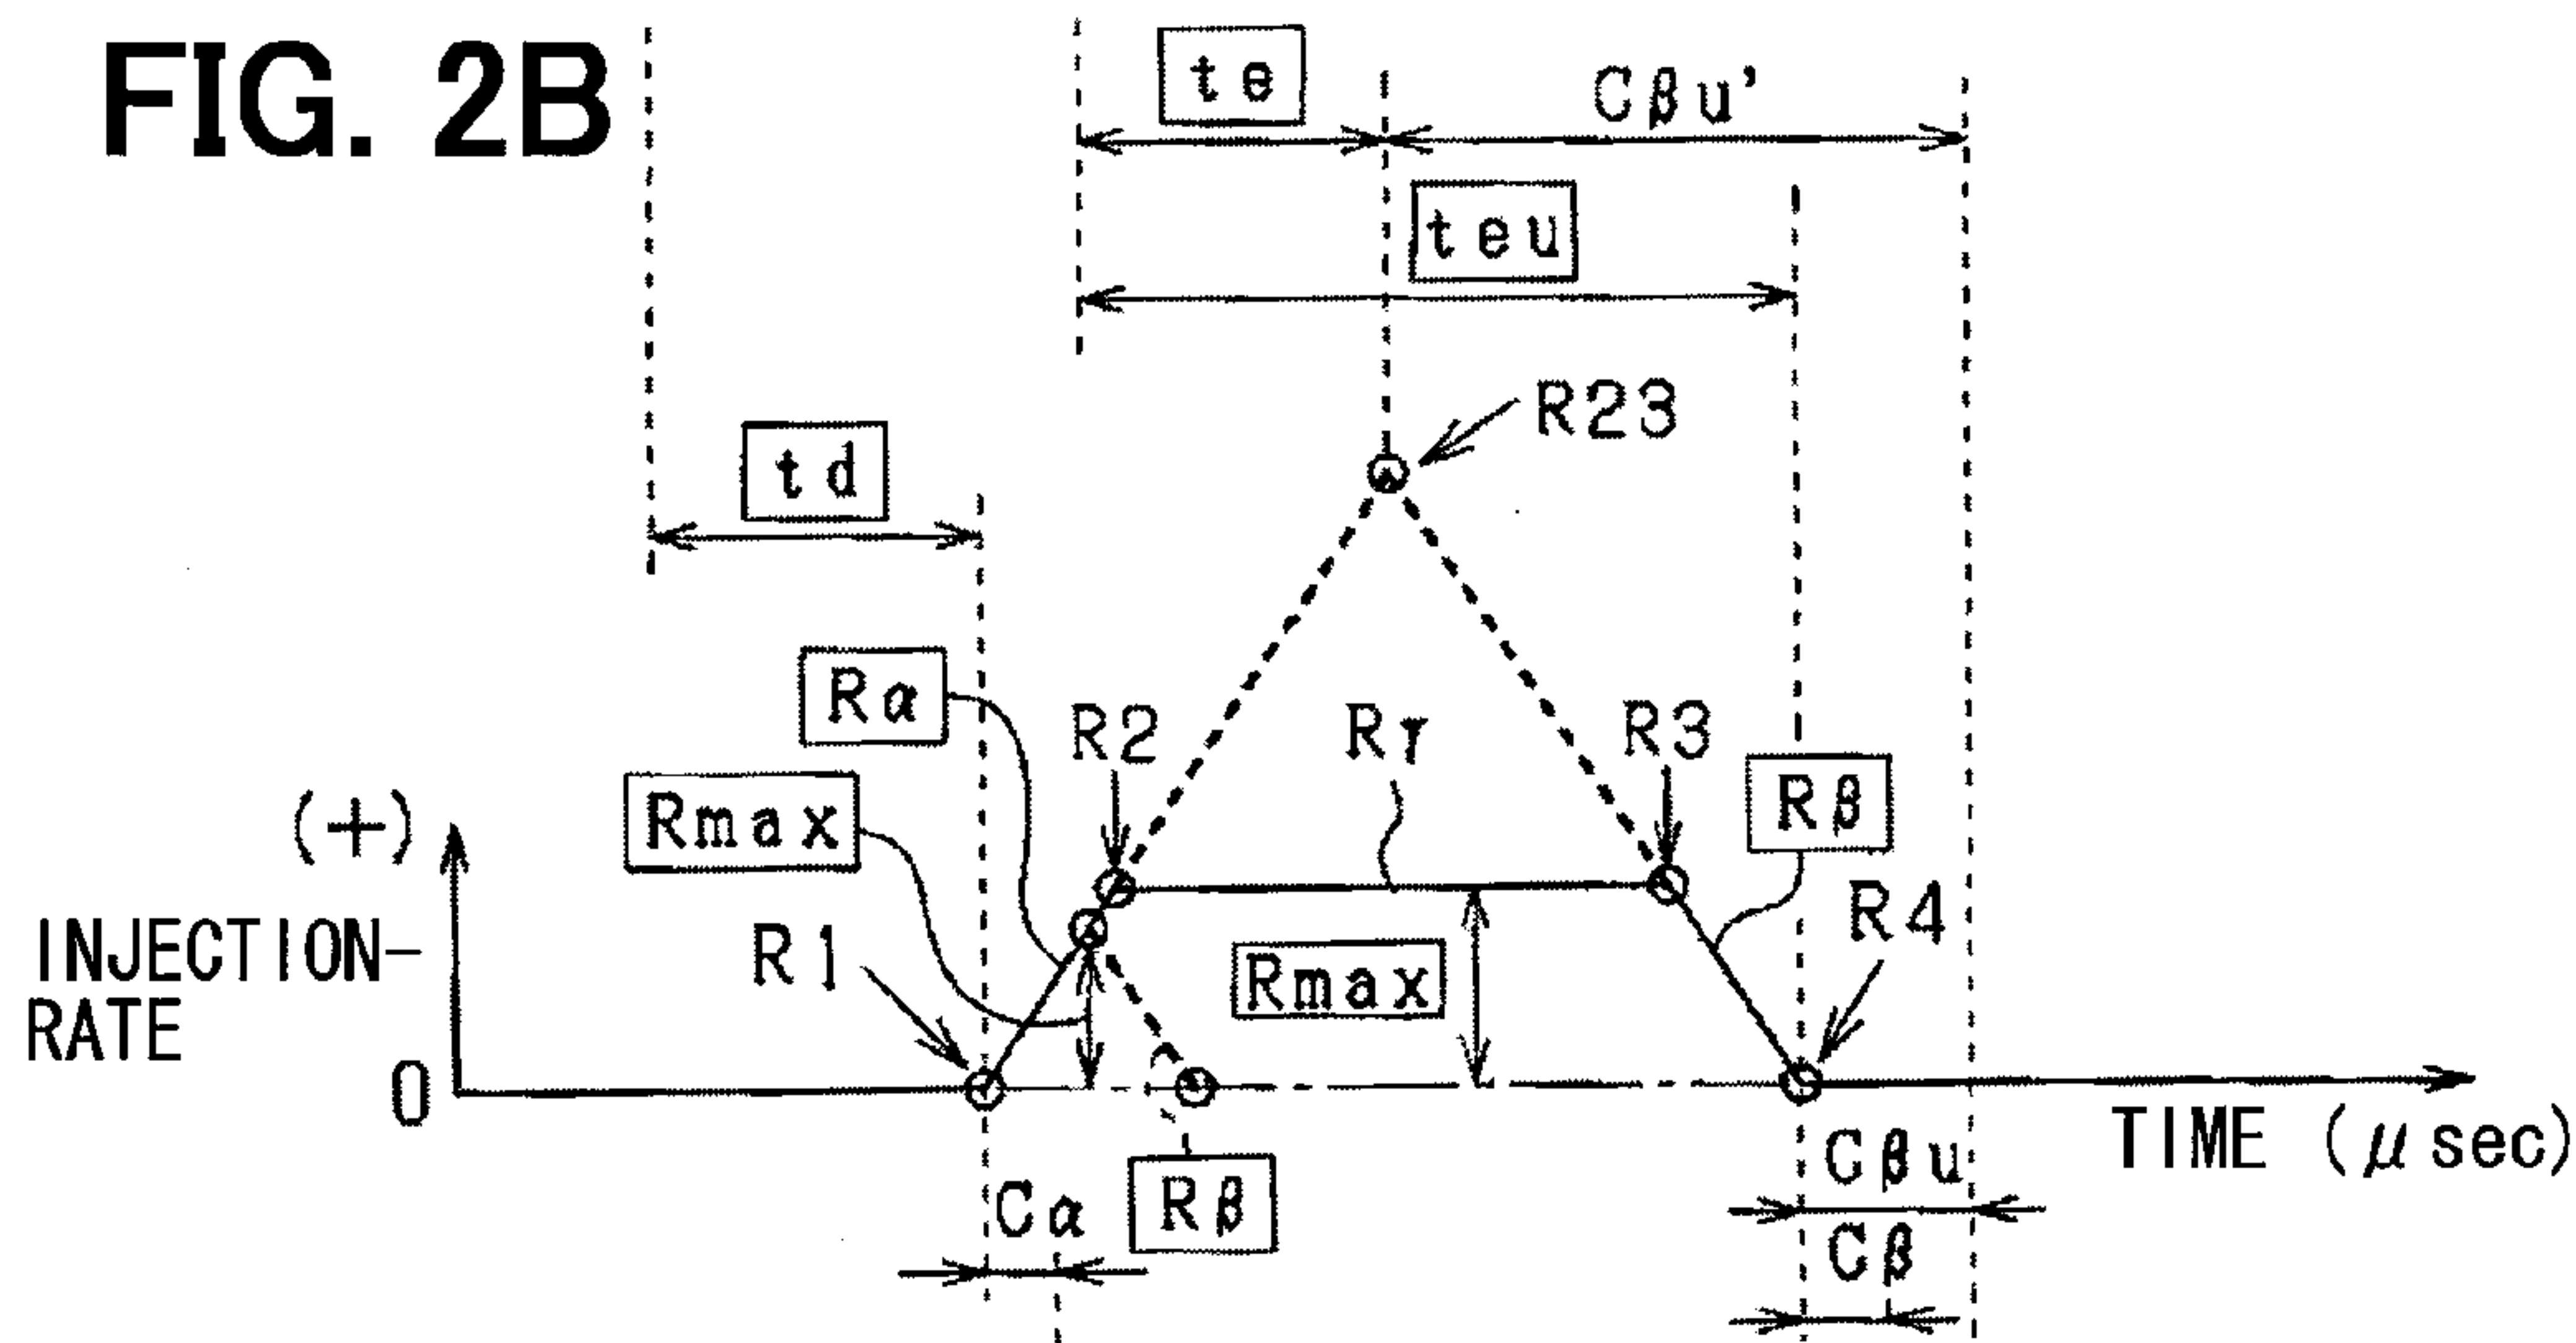 FIG. 2B
te
Cβu'
teu
R23
td
Rα
R2
Rγ
R3
Rβ
Rmax
(+)
R1
Rmax
R4
INJECTION-
RATE
0
TIME (μsec)
Cα
Rβ
Cβu
Cβ